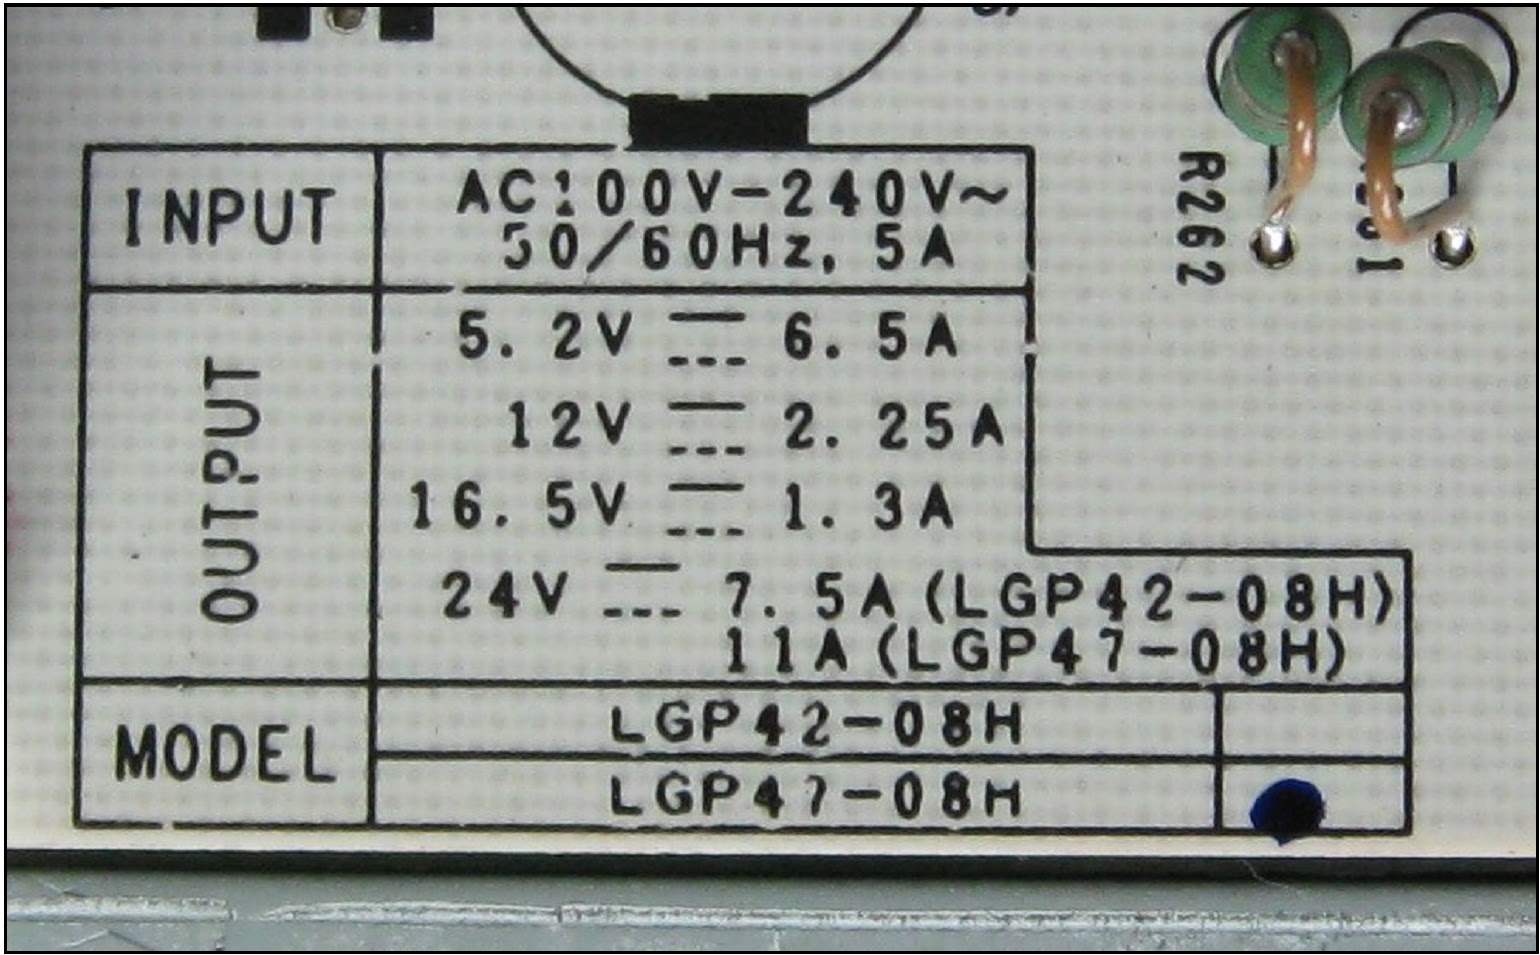 INPUT
AC100V-240V~
50/60Hz, 5A
OUTPUT
5.2V ⎓ 6.5A
12V ⎓ 2.25A
16.5V ⎓ 1.3A
24V ⎓ 7.5A (LGP42-08H)
11A (LGP47-08H)
MODEL
LGP42-08H
LGP47-08H
R262